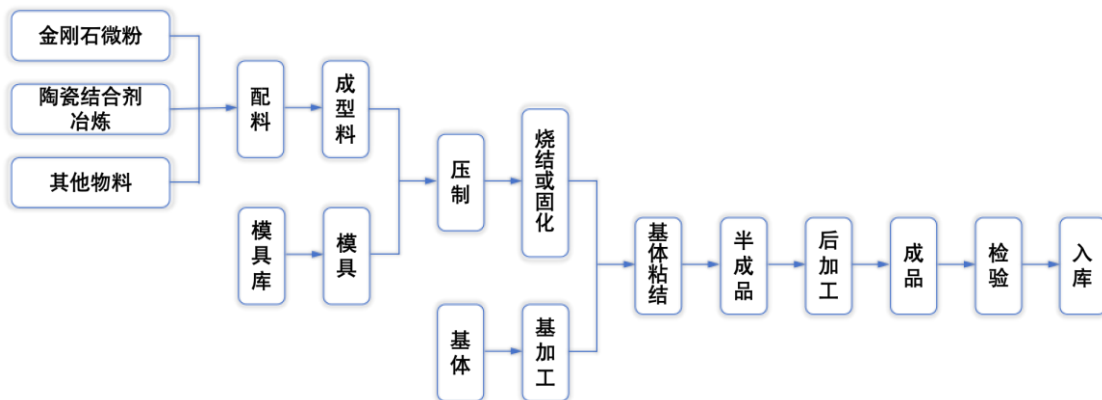 金刚石微粉
陶瓷结合剂
冶炼
其他物料
配料
成型料
模具库
模具
压制
烧结或固化
基体
基加工
基体粘结
半成品
后加工
成品
检验
入库